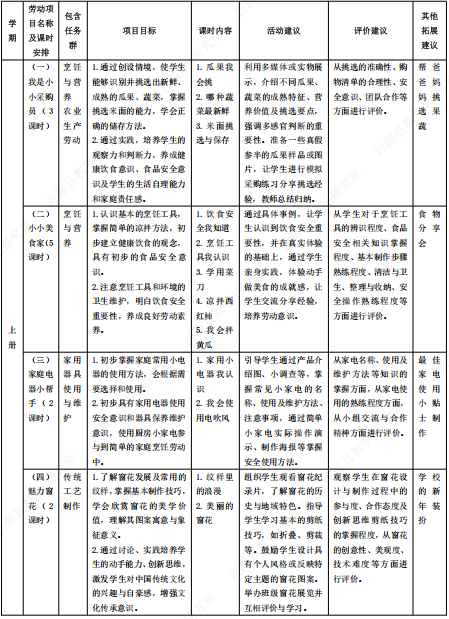 学期
劳动项目名称及课时安排
包含任务群
项目目标
课时内容
活动建议
评价建议
其他拓展建议
上册
（一）
我是小小采购员（3课时）
烹饪与营养
农业生产劳动
1.通过创设情境，使学生
能够识别并挑选出新鲜、
成熟的瓜果、蔬菜，掌握
挑选米面的能力，学会正
确的储存方法。
2.通过实践，培养学生的
观察力和判断力，养成健
康饮食意识、食品安全意
识及学生的生活自理能力
和家庭责任感。
1.瓜果我
会挑
2.哪种蔬
菜最新鲜
3.米面挑
选与保存
利用多媒体或实物展
示，介绍不同瓜果、
蔬菜的成熟特征、营
养价值及挑选要点，
强调多感官判断的重
要性。准备一些真假
参半的瓜果样品或图
片，让学生进行模拟
采购练习分享挑选经
验，教师总结归纳。
从挑选的准确性、购
物清单的合理性、安
全意识、团队合作等
方面进行评价。
帮爸爸妈妈挑选果蔬
（二）
小小美食家(5课时）
烹饪与营养
1.认识基本的烹饪工具，
掌握简单的凉拌方法，初
步建立健康饮食的观念，
具有初步的食品安全意
识。
2.注意烹饪工具和环境的
卫生维护，明白饮食安全
重要性，养成良好劳动素
养。
1.饮食安
全我知道
2.烹饪工
具我认识
3.学用菜
刀
4.凉拌西
红柿
5.我会拌
黄瓜
通过具体事例，让学
生认识到饮食安全重
要性，并在真实体验
的基础上，通过学生
亲身实践，体验动手
做美食的成就感，让
学生交流分享经验，
培养劳动意识。
从学生对于烹饪工
具的辨识程度、食品
安全相关知识掌握
程度、基本制作步骤
熟练程度、清洁与卫
生、整理与收纳、安
全操作熟练程度等
方面进行评价。
食物分享会
（三）
家庭电器小帮手（2课时）
家用器具使用与维护
1.初步掌握家庭常用小电
器的使用方法，会根据需
要选择和使用。
2.初步具有家用电器使用
安全意识和器具保养维护
意识，使用厨房小家电参
与到简单的家庭烹饪劳动
中。
1.家用小
电器我认
识
2.我会使
用电吹风
引导学生通过产品介
绍图、小调查等，掌
握常见小家电的名
称、使用及维护方法、
注意事项，通过简单
小家电实际操作演
示、制作海报等掌握
安全使用方法。
从家电名称、使用及
维护方法等知识的
掌握方面，从家电使
用的熟练程度方面，
从小组交流与合作
精神方面进行评价。
最佳家电使用小贴士制作
（四）
魅力窗花（2课时）
传统工艺制作
1.了解窗花发展及常用的
纹样，掌握基本制作技巧，
学会欣赏窗花的美学价
值，理解其图案寓意与象
征意义。
2.通过讨论、实践培养学
生的动手能力、创新思维，
激发学生对中国传统文化
的兴趣与自豪感，增强文
化传承意识。
1.纹样里
的浪漫
2.美丽的
窗花
组织学生观看窗花纪
录片，了解窗花的历
史与地域特色。指导
学生学习基本的剪纸
技巧，如折叠、剪裁
等。鼓励学生设计具
有个人风格或反映特
定主题的窗花图案。
举办班级窗花展览并
互相评价与学习。
观察学生在窗花设
计与制作过程中的
参与度、合作态度及
创新思维剪纸技巧
的掌握程度，从窗花
的创意性、美观度、
技术难度等方面进
行评价。
学校的新年装扮